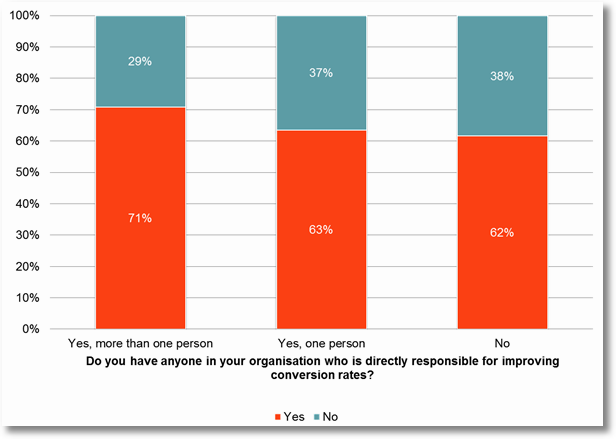 100%
90%
80%
70%
60%
50%
40%
30%
20%
10%
0%
29%
37%
38%
71%
63%
62%
Yes, more than one person
Yes, one person
No
Do you have anyone in your organisation who is directly responsible for improving
conversion rates?
Yes
No